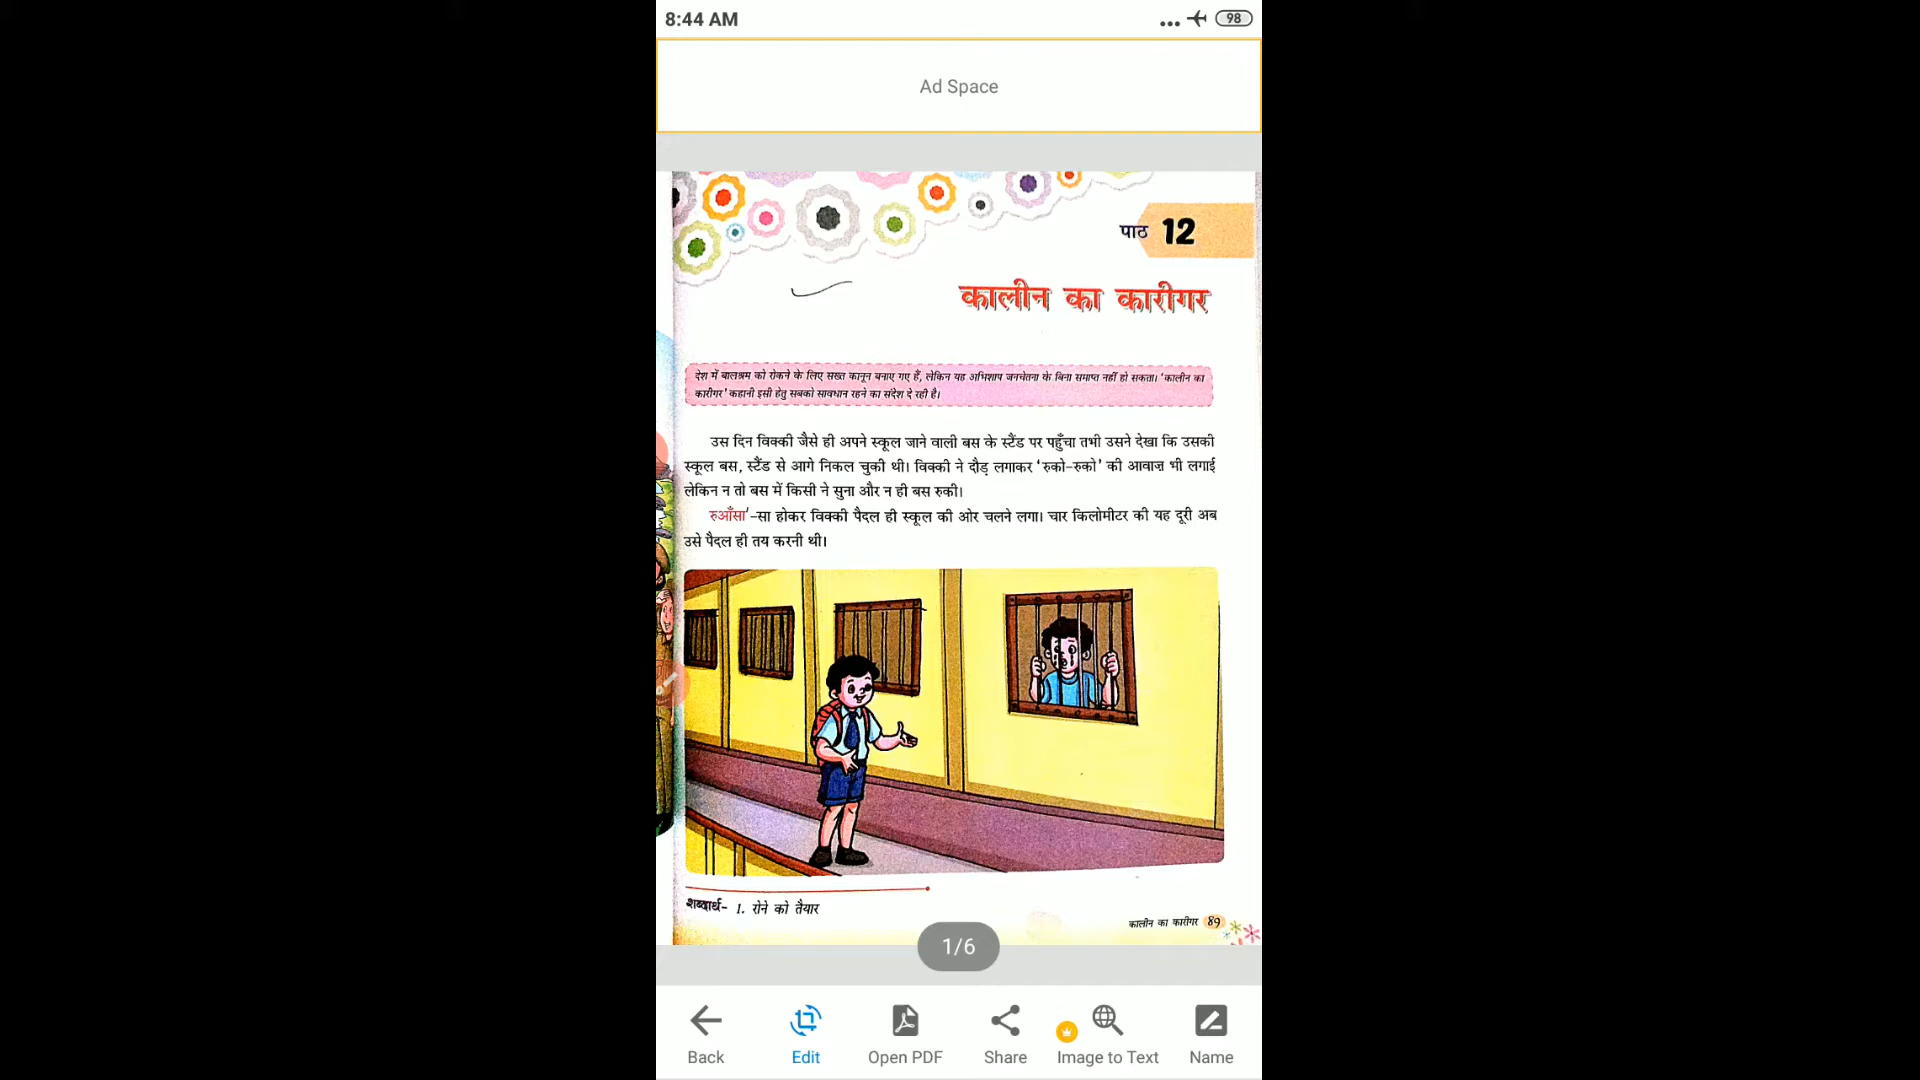 8:44 AM
98
Ad Space
पाठ 12
कालीन का कारीगर
देश में बालश्रम को रोकने के लिए सख्त कानून बनाए गए हैं, लेकिन यह अभिशाप जनचेतना के बिना समाप्त नहीं हो सकता। ‘कालीन का
कारीगर’ कहानी इसी हेतु सबको सावधान रहने का संदेश दे रही है।
उस दिन विक्की जैसे ही अपने स्कूल जाने वाली बस के स्टैंड पर पहुँचा तभी उसने देखा कि उसकी
स्कूल बस, स्टैंड से आगे निकल चुकी थी। विक्की ने दौड़ लगाकर ‘रुको-रुको’ की आवाज़ भी लगाई
लेकिन न तो बस में किसी ने सुना और न ही बस रुकी।
रुआँसा¹-सा होकर विक्की पैदल ही स्कूल की ओर चलने लगा। चार किलोमीटर की यह दूरी अब
उसे पैदल ही तय करनी थी।
शब्दार्थ- 1. रोने को तैयार
कालीन का कारीगर 89
1/6
Back Edit Open PDF Share Image to Text Name